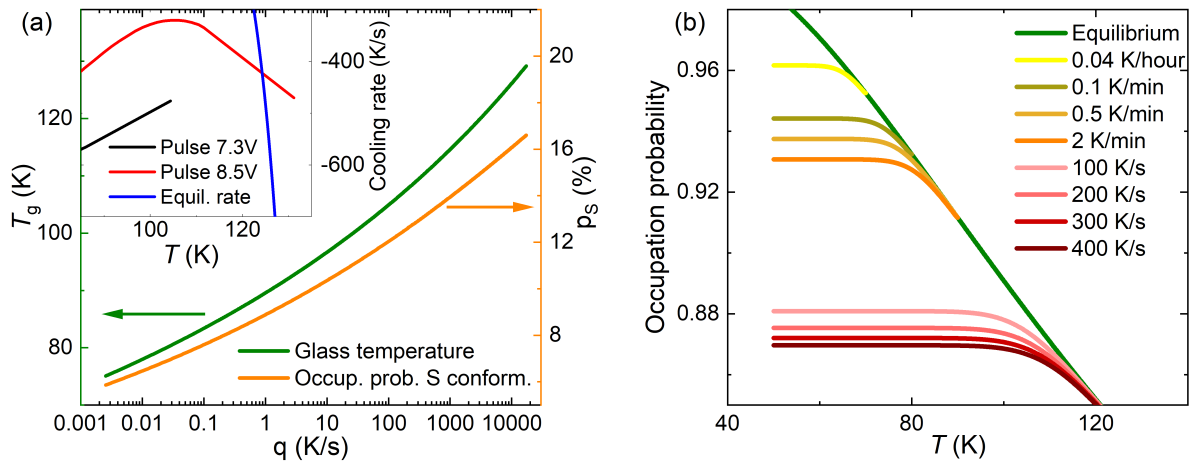 (a)
T_g (K)
120
100
80
0.001
0.01
0.1
1
10
100
1000
10000
q (K/s)
20
16
12
8
p_S (%)
Glass temperature
Occup. prob. S conform.
Pulse 7.3V
Pulse 8.5V
Equil. rate
-400
-600
Cooling rate (K/s)
100
120
T (K)
(b)
Occupation probability
0.96
0.92
0.88
40
80
120
T (K)
Equilibrium
0.04 K/hour
0.1 K/min
0.5 K/min
2 K/min
100 K/s
200 K/s
300 K/s
400 K/s